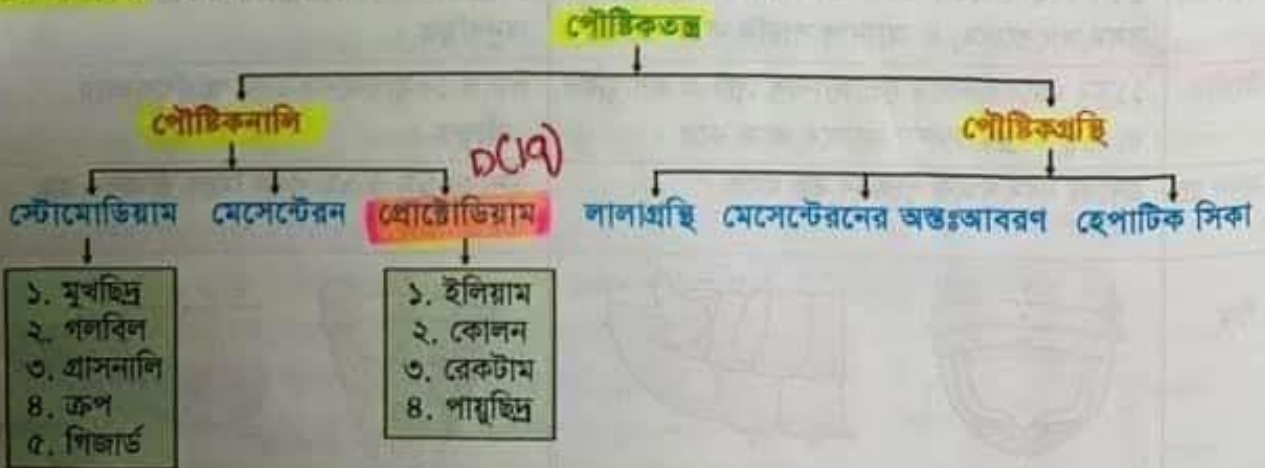 পৌষ্টিকতন্ত্র
পৌষ্টিকনালি
পৌষ্টিকগ্রন্থি
D(19)
স্টোমোডিয়াম মেসেন্টেরন প্রোক্টোডিয়াম লালাগ্রন্থি মেসেন্টেরনের অন্তঃআবরণ হেপাটিক সিকা
১. মুখছিদ্র
২. গলবিল
৩. গ্রাসনালি
৪. ক্রপ
৫. গিজার্ড
১. ইলিয়াম
২. কোলন
৩. রেকটাম
৪. পায়ুছিদ্র